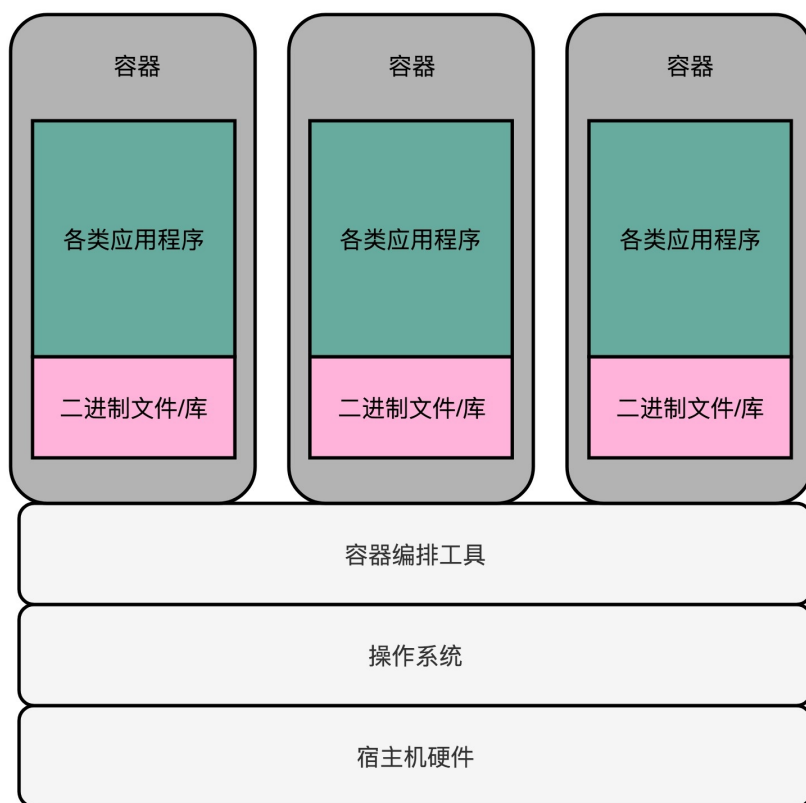 容器
容器
容器
各类应用程序
各类应用程序
各类应用程序
二进制文件/库
二进制文件/库
二进制文件/库
容器编排工具
操作系统
宿主机硬件